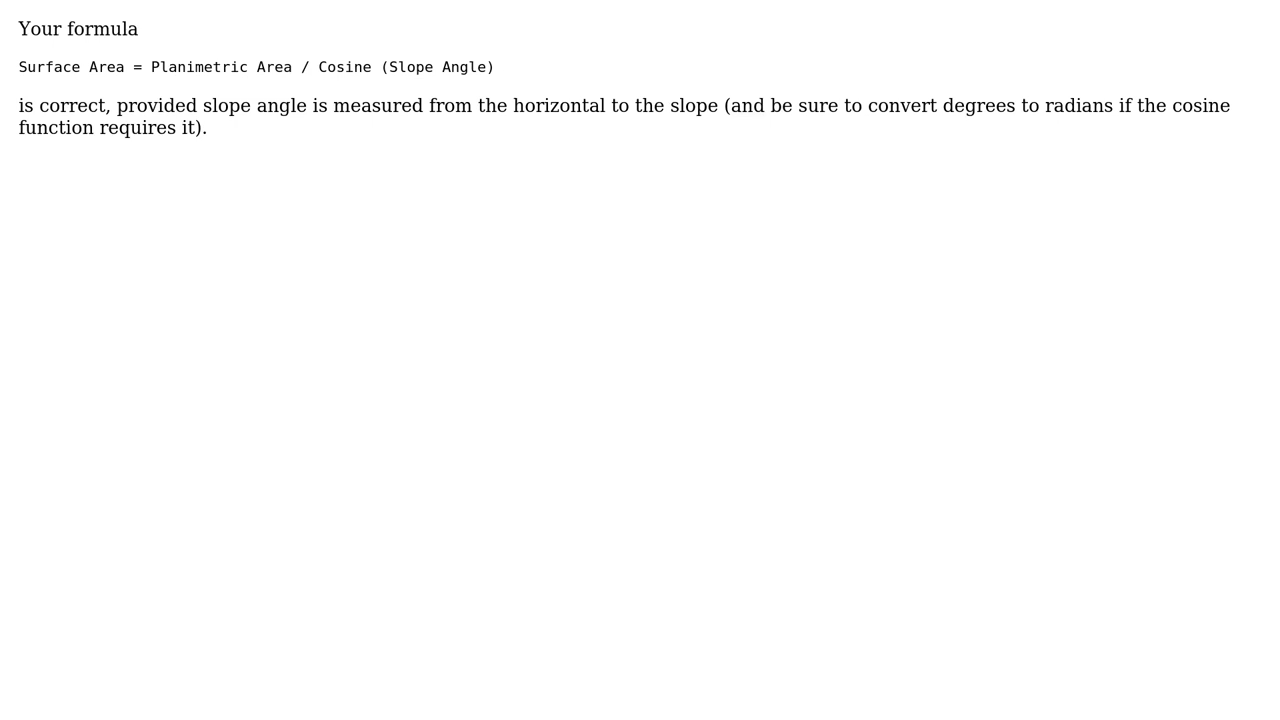 Your formula
Surface Area = Planimetric Area / Cosine (Slope Angle)
is correct, provided slope angle is measured from the horizontal to the slope (and be sure to convert degrees to radians if the cosine
function requires it).